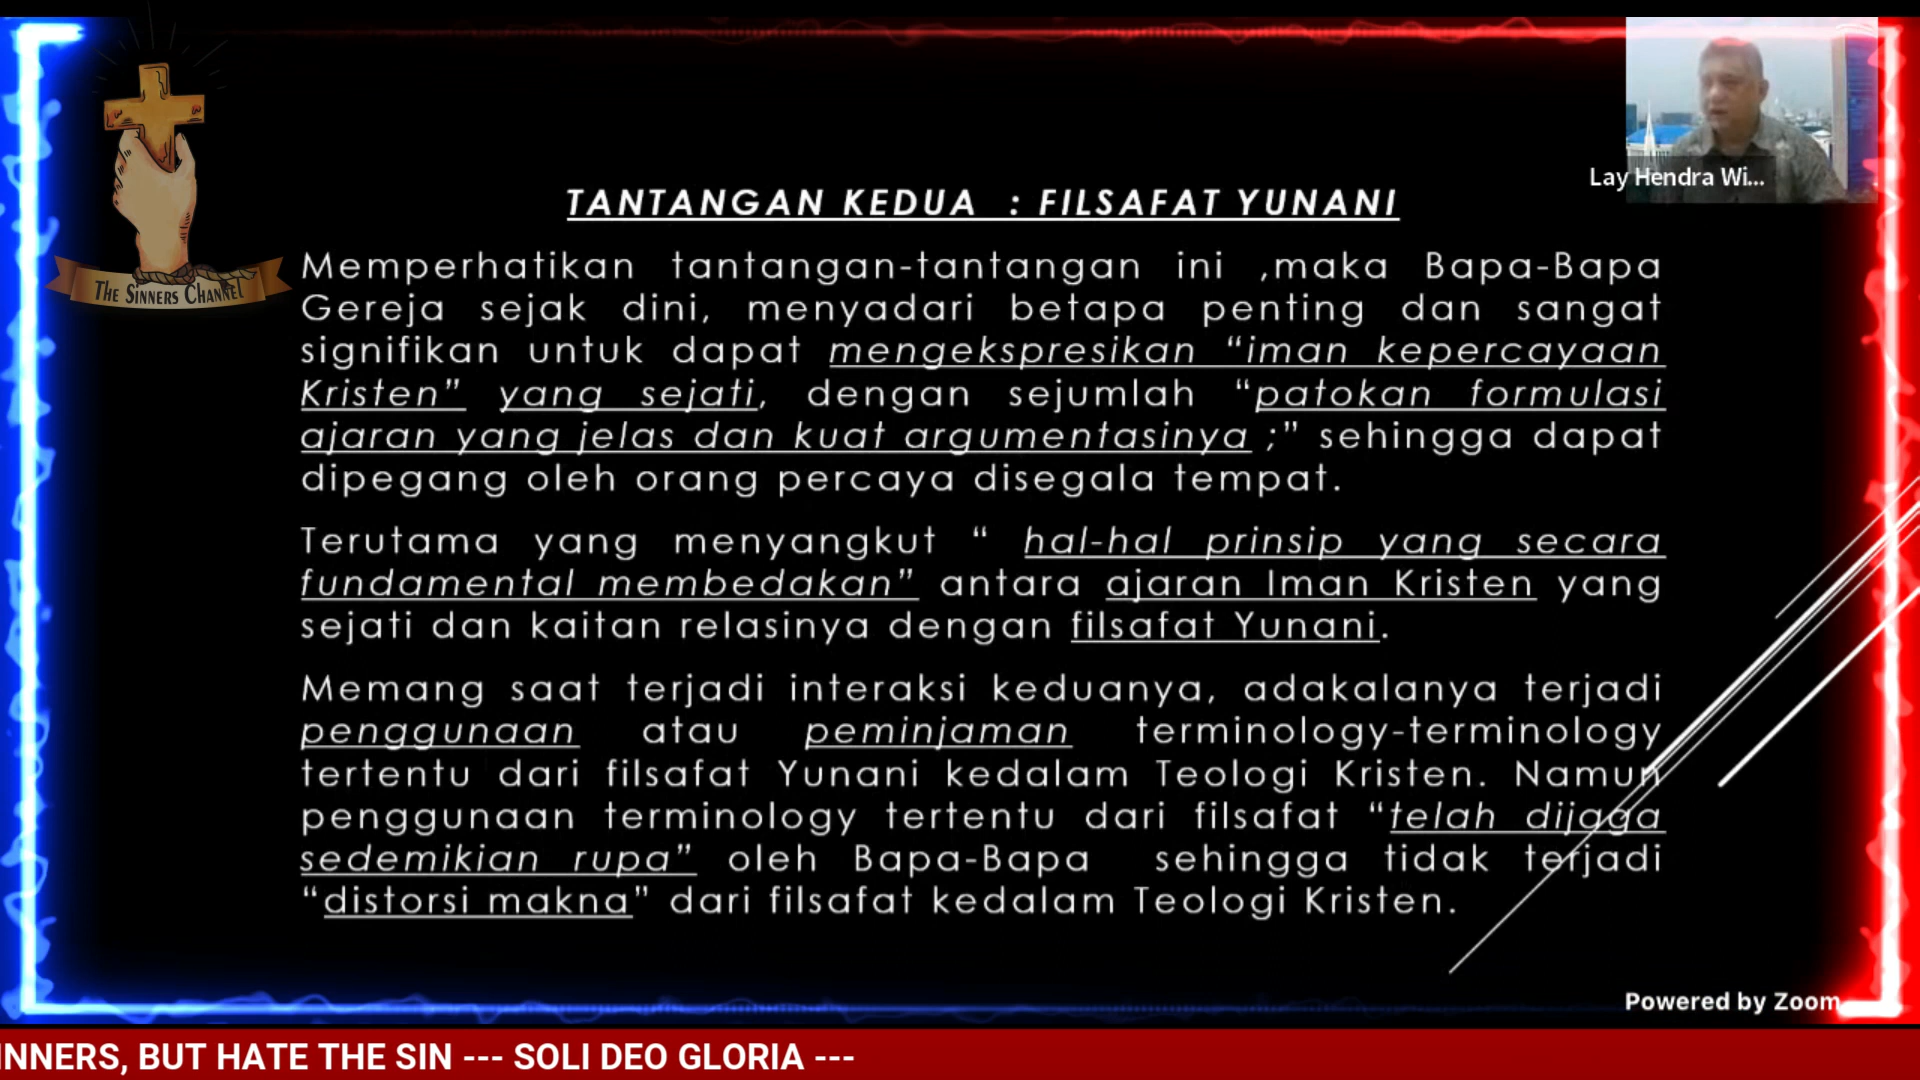 THE SINNERS CHANNEL
Lay Hendra Wi...
TANTANGAN KEDUA : FILSAFAT YUNANI
Memperhatikan tantangan-tantangan ini ,maka Bapa-Bapa
Gereja sejak dini, menyadari betapa penting dan sangat
signifikan untuk dapat mengekspresikan “iman kepercayaan
Kristen” yang sejati, dengan sejumlah “patokan formulasi
ajaran yang jelas dan kuat argumentasinya ;” sehingga dapat
dipegang oleh orang percaya disegala tempat.
Terutama yang menyangkut “ hal-hal prinsip yang secara
fundamental membedakan” antara ajaran Iman Kristen yang
sejati dan kaitan relasinya dengan filsafat Yunani.
Memang saat terjadi interaksi keduanya, adakalanya terjadi
penggunaan atau peminjaman terminology-terminology
tertentu dari filsafat Yunani kedalam Teologi Kristen. Namun
penggunaan terminology tertentu dari filsafat “telah dijaga
sedemikian rupa” oleh Bapa-Bapa sehingga tidak terjadi
“distorsi makna” dari filsafat kedalam Teologi Kristen.
Powered by Zoom
INNERS, BUT HATE THE SIN --- SOLI DEO GLORIA ---